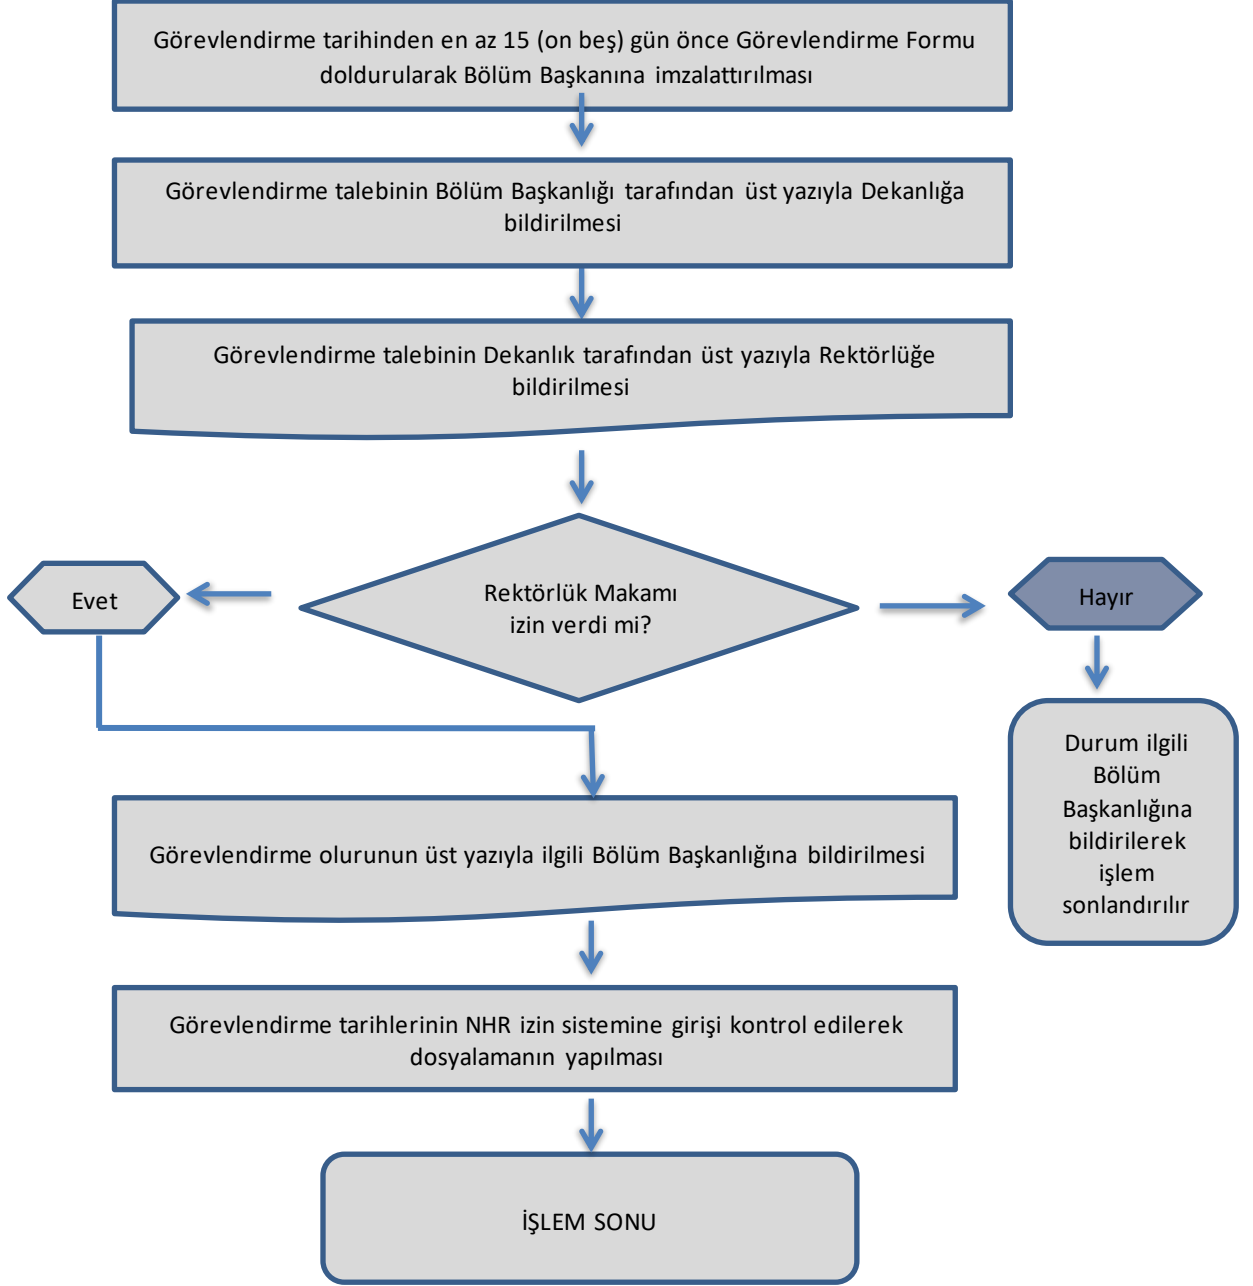 Görevlendirme tarihinden en az 15 (on beş) gün önce Görevlendirme Formu
doldurularak Bölüm Başkanına imzalattırılması
Görevlendirme talebinin Bölüm Başkanlığı tarafından üst yazıyla Dekanlığa
bildirilmesi
Görevlendirme talebinin Dekanlık tarafından üst yazıyla Rektörlüğe
bildirilmesi
Rektörlük Makamı
izin verdi mi?
Evet
Hayır
Durum ilgili
Bölüm
Başkanlığına
bildirilerek
işlem
sonlandırılır
Görevlendirme olurunun üst yazıyla ilgili Bölüm Başkanlığına bildirilmesi
Görevlendirme tarihlerinin NHR izin sistemine girişi kontrol edilerek
dosyalamanın yapılması
İŞLEM SONU